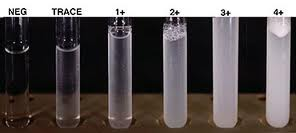 NEG TRACE 1+ 2+ 3+ 4+